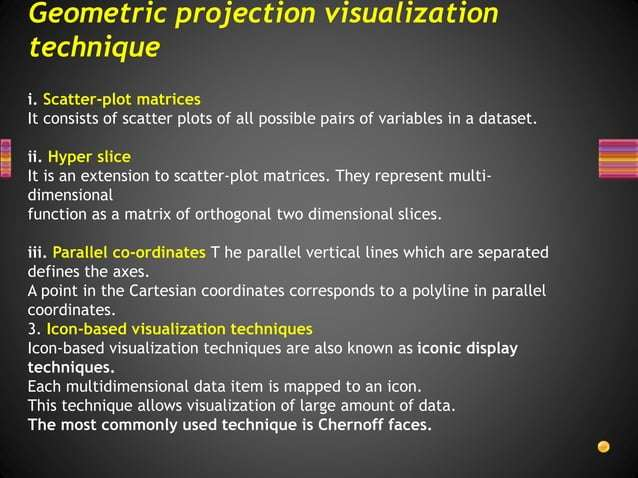 Geometric projection visualization
technique
i. Scatter-plot matrices
It consists of scatter plots of all possible pairs of variables in a dataset.
ii. Hyper slice
It is an extension to scatter-plot matrices. They represent multi-
dimensional
function as a matrix of orthogonal two dimensional slices.
iii. Parallel co-ordinates T he parallel vertical lines which are separated
defines the axes.
A point in the Cartesian coordinates corresponds to a polyline in parallel
coordinates.
3. Icon-based visualization techniques
Icon-based visualization techniques are also known as iconic display
techniques.
Each multidimensional data item is mapped to an icon.
This technique allows visualization of large amount of data.
The most commonly used technique is Chernoff faces.